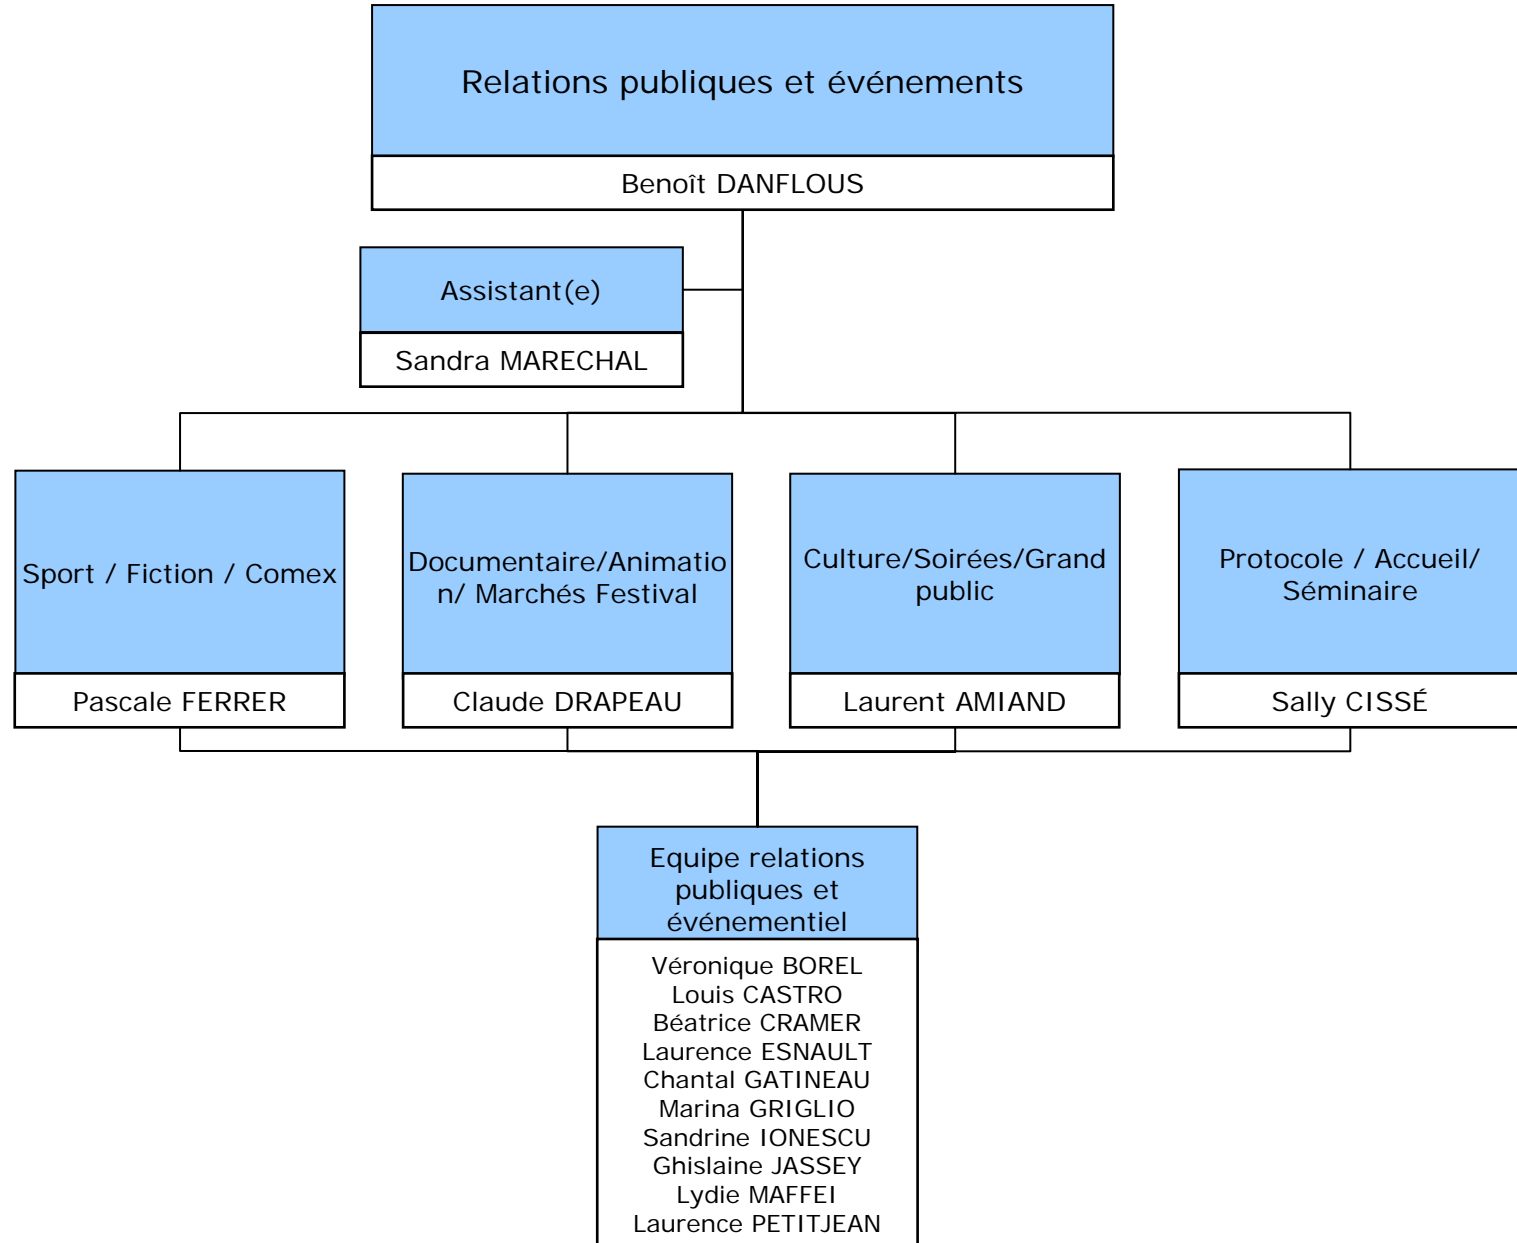 Relations publiques et événements
Benoît DANFLOUS
Assistant(e)
Sandra MARECHAL
Sport / Fiction / Comex
Pascale FERRER
Documentaire/Animatio
n/ Marchés Festival
Claude DRAPEAU
Culture/Soirées/Grand
public
Laurent AMIAND
Protocole / Accueil/
Séminaire
Sally CISSÉ
Equipe relations
publiques et
événementiel
Véronique BOREL
Louis CASTRO
Béatrice CRAMER
Laurence ESNAULT
Chantal GATINEAU
Marina GRIGLIO
Sandrine IONESCU
Ghislaine JASSEY
Lydie MAFFEI
Laurence PETITJEAN